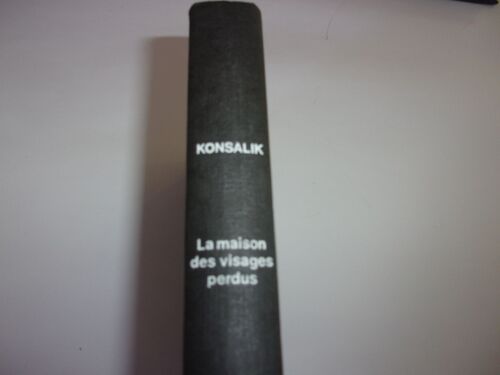 KONSALIK
La maison
des visages
perdus